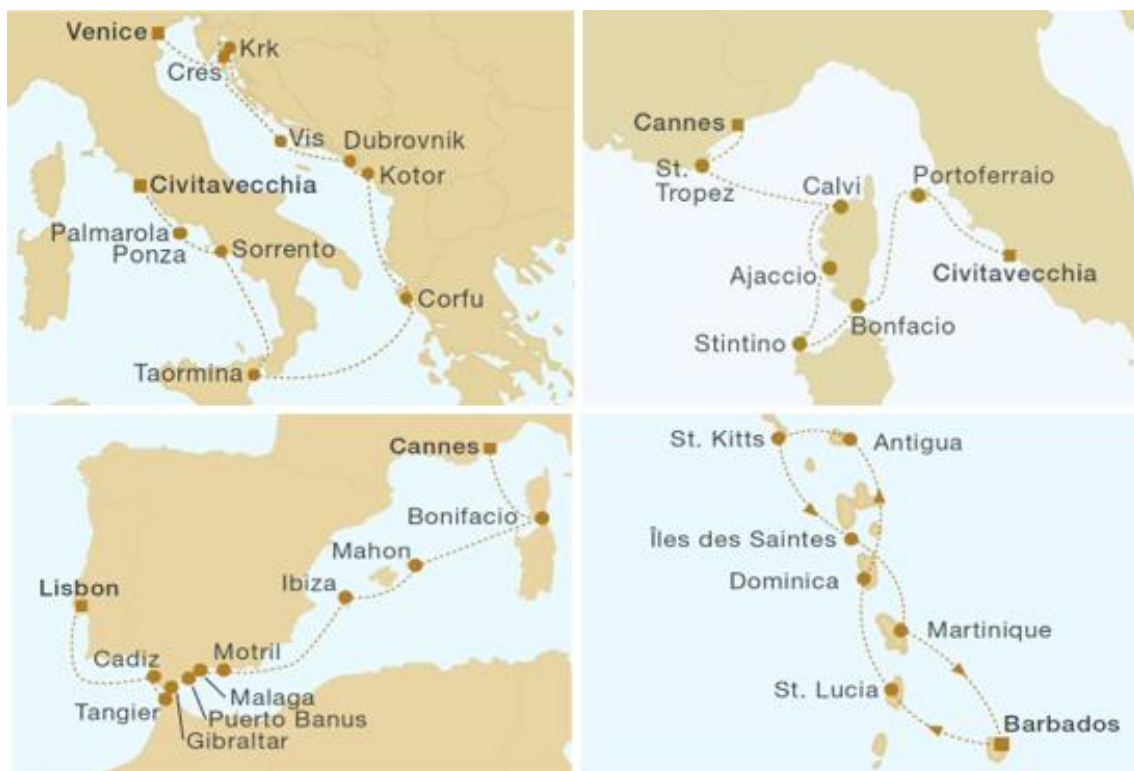 Venice
Krk
Cres
Vis
Dubrovnik
Kotor
Civitavecchia
Palmarola
Ponza
Sorrento
Corfu
Taormina
Cannes
St.
Tropez
Calvi
Portoferraio
Ajaccio
Civitavecchia
Bonfacio
Stintino
Cannes
Bonifacio
Mahon
Ibiza
Lisbon
Cadiz
Motril
Malaga
Tangier
Puerto Banus
Gibraltar
St. Kitts
Antigua
Îles des Saintes
Dominica
Martinique
St. Lucia
Barbados